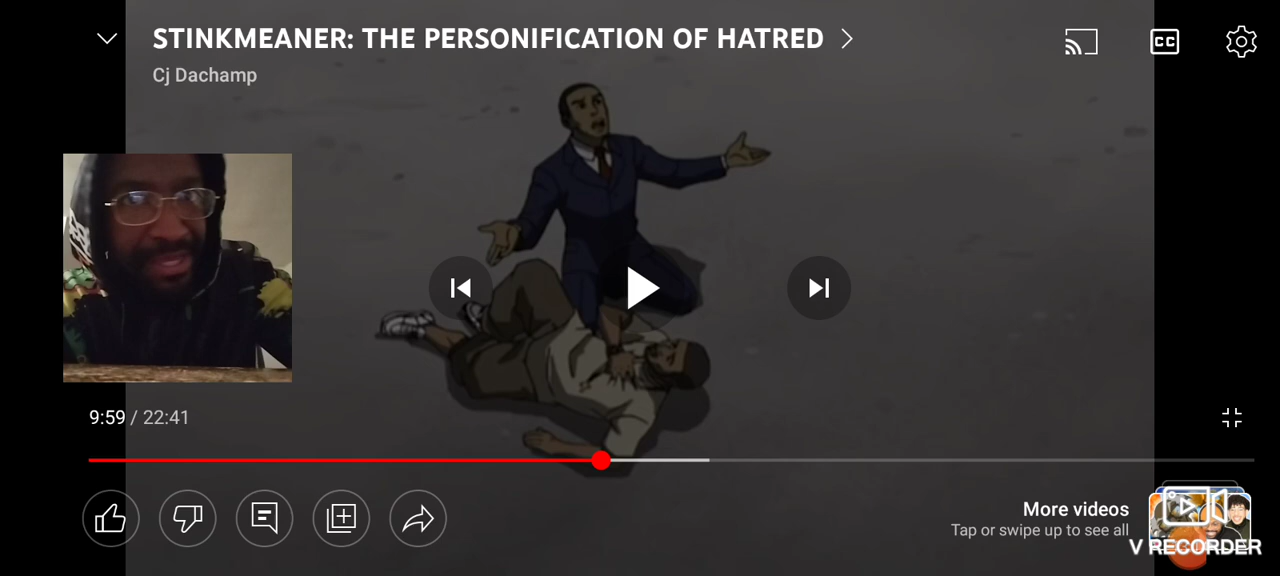 STINKMEANER: THE PERSONIFICATION OF HATRED
Cj Dachamp
CC
9:59 / 22:41
More videos
Tap or swipe up to see all
V RECORDER